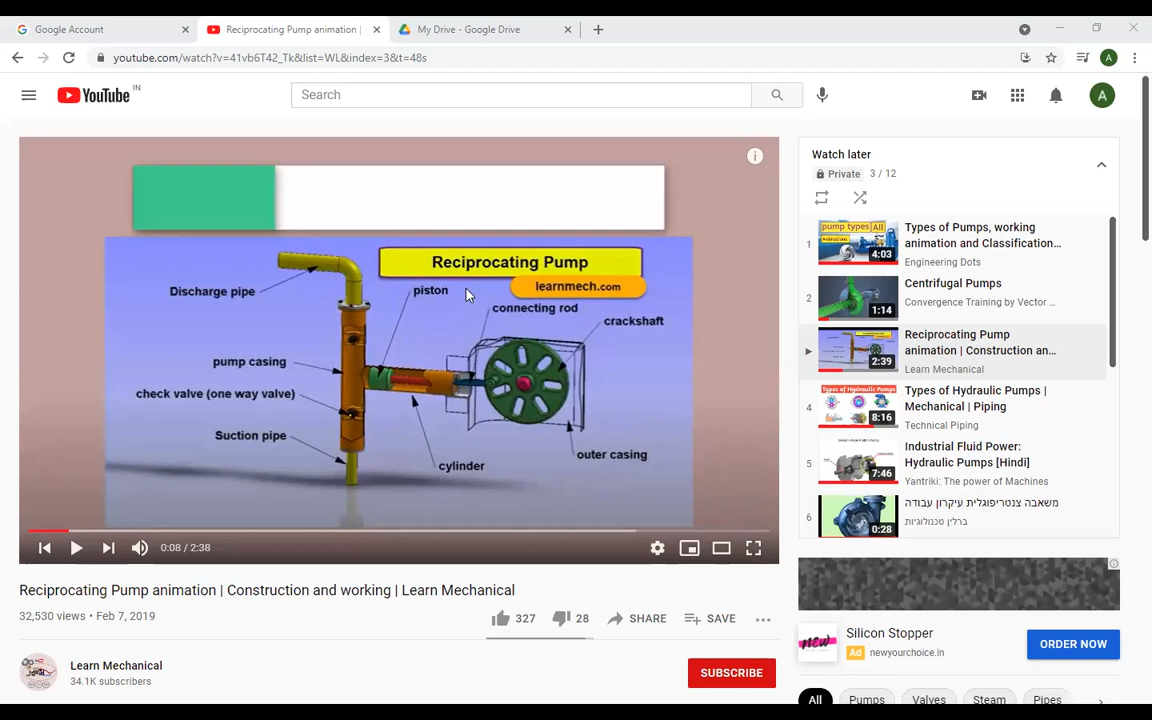 Google Account
Reciprocating Pump animation |
My Drive - Google Drive
youtube.com/watch?v=41vb6T42_Tk&list=WL&index=3&t=48s
YouTube IN
Search
A
Reciprocating Pump
learnmech.com
Discharge pipe
piston
connecting rod
crackshaft
pump casing
check valve (one way valve)
Suction pipe
cylinder
outer casing
0:08 / 2:38
Reciprocating Pump animation | Construction and working | Learn Mechanical
32,530 views • Feb 7, 2019
327
28
SHARE
SAVE
Learn Mechanical
34.1K subscribers
SUBSCRIBE
Watch later
Private 3 / 12
1
pump types |All
4:03
Types of Pumps, working
animation and Classification...
Engineering Dots
2
1:14
Centrifugal Pumps
Convergence Training by Vector ...
2:39
Reciprocating Pump
animation | Construction an...
Learn Mechanical
4
Types of Hydraulic Pumps
8:16
Types of Hydraulic Pumps |
Mechanical | Piping
Technical Piping
5
7:46
Industrial Fluid Power:
Hydraulic Pumps [Hindi]
Yantriki: The power of Machines
6
0:28
משאבה צנטריפוגלית עיקרון עבודה
ברלין טכנולוגיות
NEW
Silicon Stopper
Ad newyourchoice.in
ORDER NOW
All
Pumps
Valves
Steam
Pipes